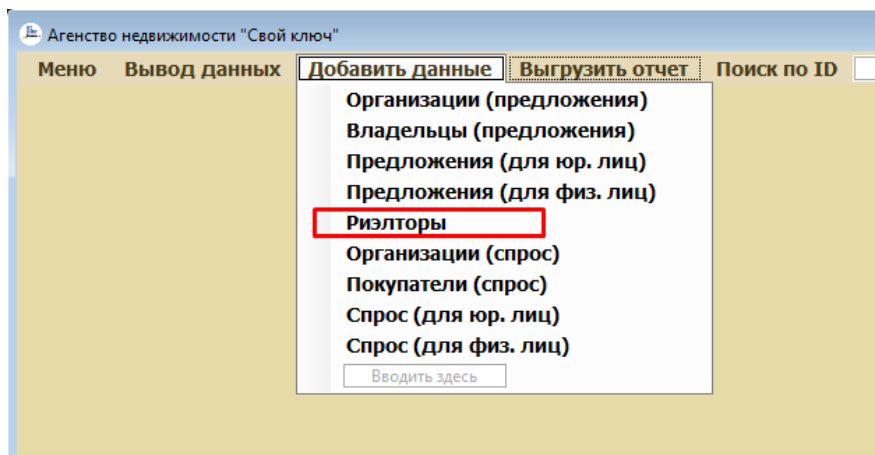 Агенство недвижимости "Свой ключ"
Меню Вывод данных Добавить данные Выгрузить отчет Поиск по ID
Организации (предложения)
Владельцы (предложения)
Предложения (для юр. лиц)
Предложения (для физ. лиц)
Риэлторы
Организации (спрос)
Покупатели (спрос)
Спрос (для юр. лиц)
Спрос (для физ. лиц)
Вводить здесь